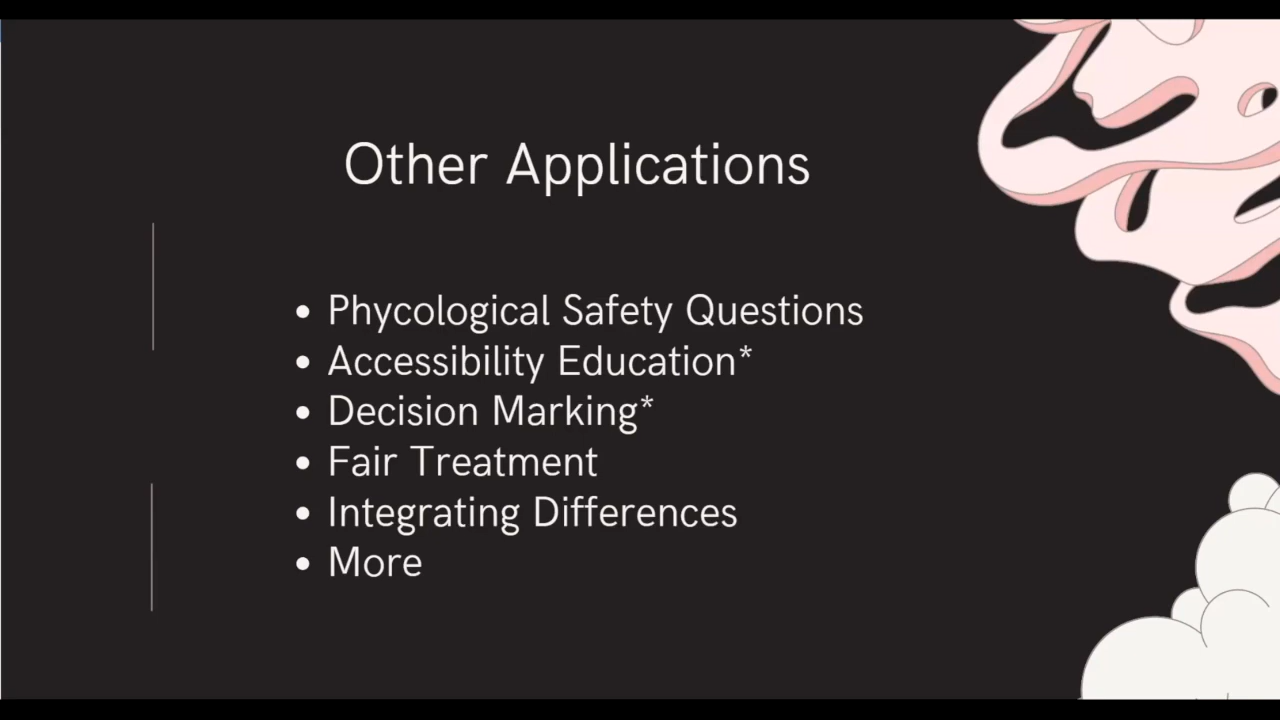 Other Applications
• Phycological Safety Questions
• Accessibility Education*
• Decision Marking*
• Fair Treatment
• Integrating Differences
• More